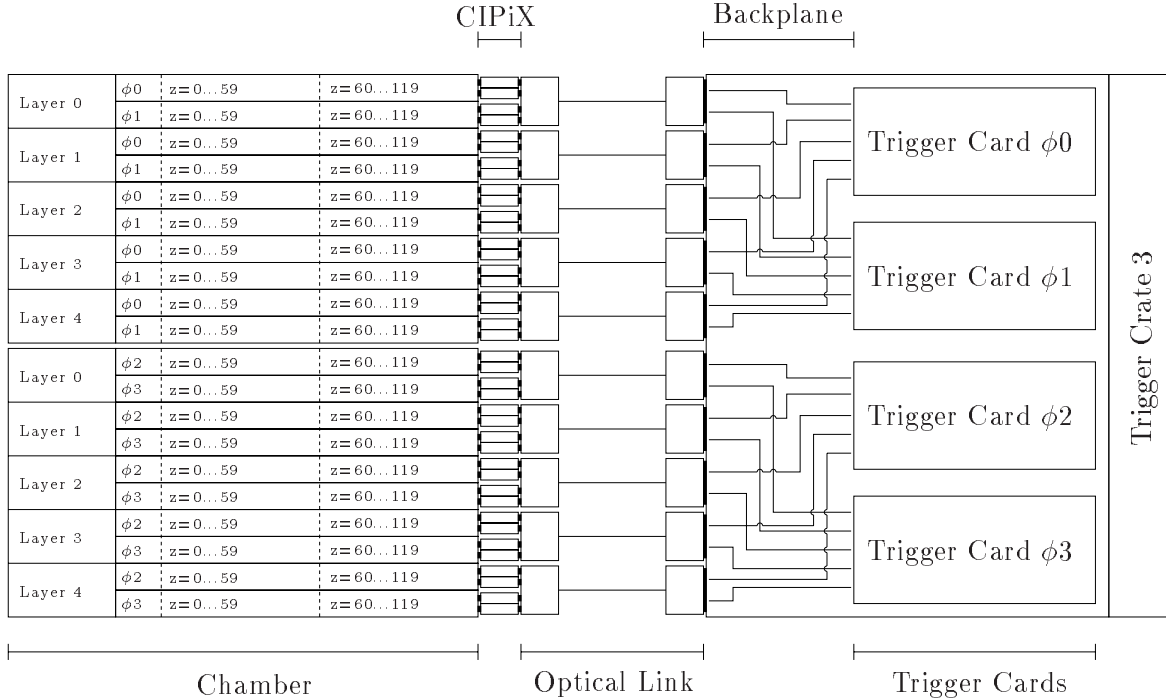 CIPiX
Backplane
Layer 0
ϕ0 z=0...59 z=60...119
ϕ1 z=0...59 z=60...119
Layer 1
ϕ0 z=0...59 z=60...119
ϕ1 z=0...59 z=60...119
Layer 2
ϕ0 z=0...59 z=60...119
ϕ1 z=0...59 z=60...119
Layer 3
ϕ0 z=0...59 z=60...119
ϕ1 z=0...59 z=60...119
Layer 4
ϕ0 z=0...59 z=60...119
ϕ1 z=0...59 z=60...119
Layer 0
ϕ2 z=0...59 z=60...119
ϕ3 z=0...59 z=60...119
Layer 1
ϕ2 z=0...59 z=60...119
ϕ3 z=0...59 z=60...119
Layer 2
ϕ2 z=0...59 z=60...119
ϕ3 z=0...59 z=60...119
Layer 3
ϕ2 z=0...59 z=60...119
ϕ3 z=0...59 z=60...119
Layer 4
ϕ2 z=0...59 z=60...119
ϕ3 z=0...59 z=60...119
Trigger Card ϕ0
Trigger Card ϕ1
Trigger Card ϕ2
Trigger Card ϕ3
Trigger Crate 3
Chamber
Optical Link
Trigger Cards